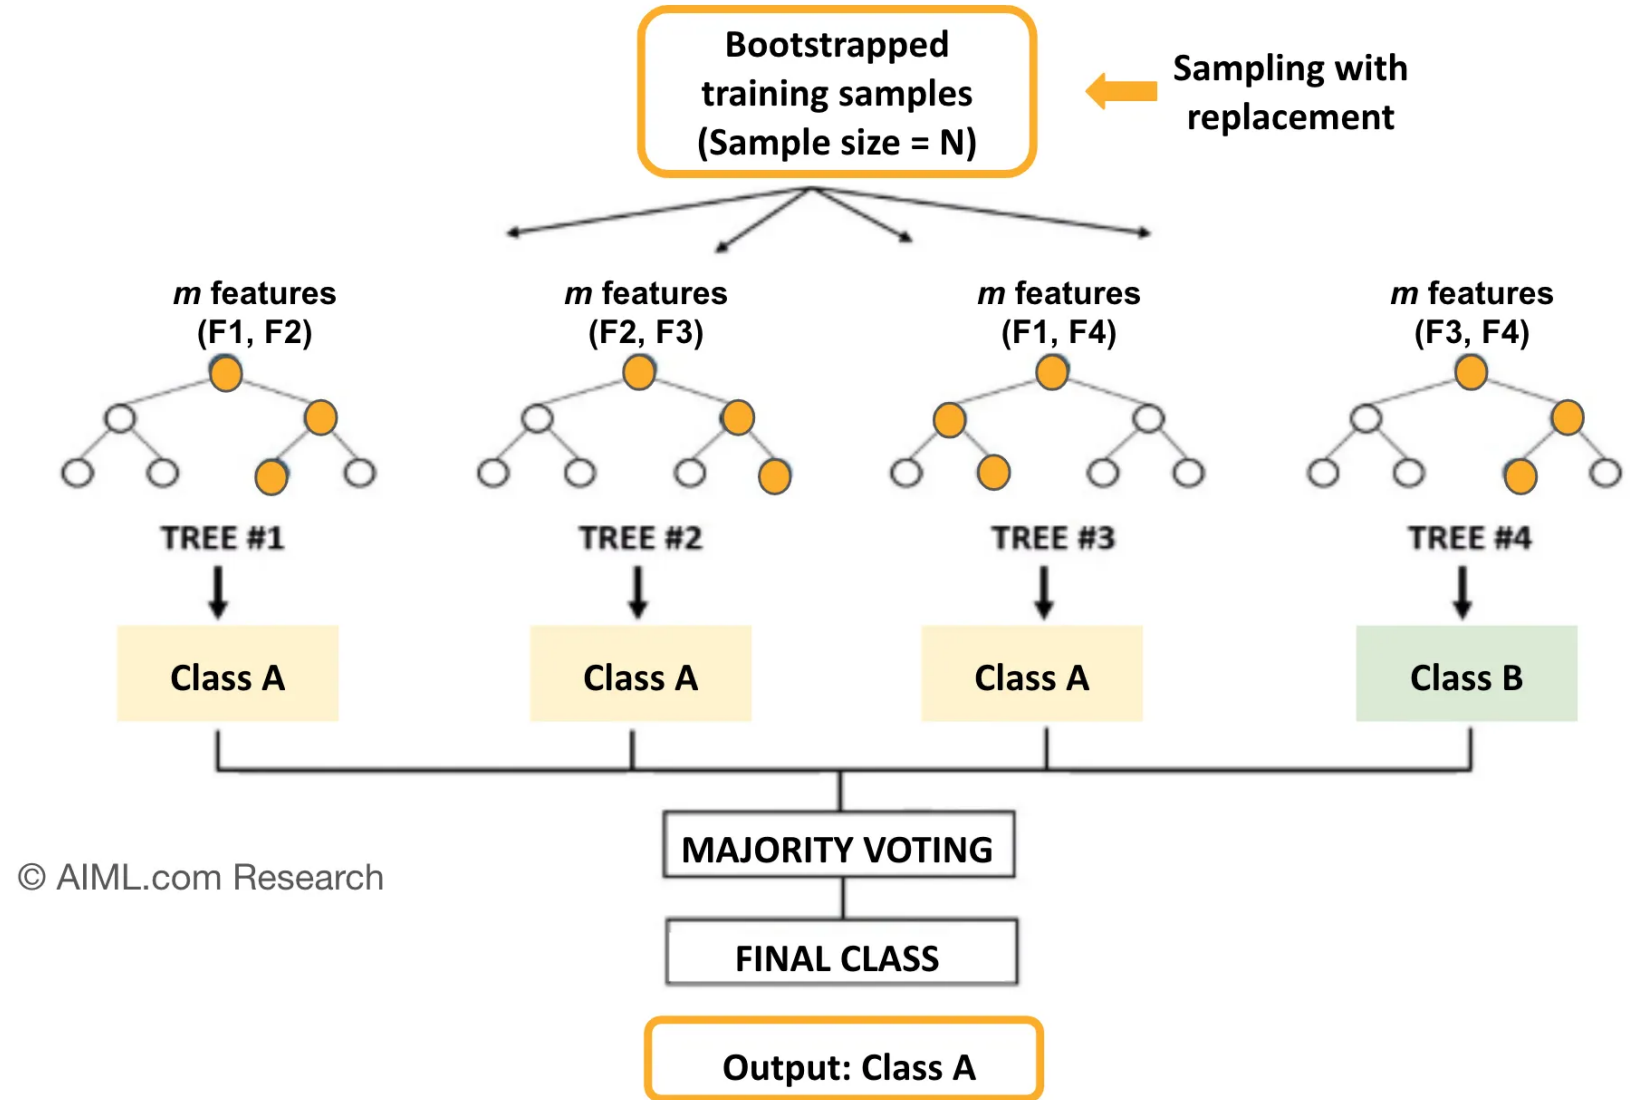 Bootstrapped
training samples
(Sample size = N)
Sampling with
replacement
m features
(F1, F2)
m features
(F2, F3)
m features
(F1, F4)
m features
(F3, F4)
TREE #1
TREE #2
TREE #3
TREE #4
Class A
Class A
Class A
Class B
MAJORITY VOTING
© AIML.com Research
FINAL CLASS
Output: Class A